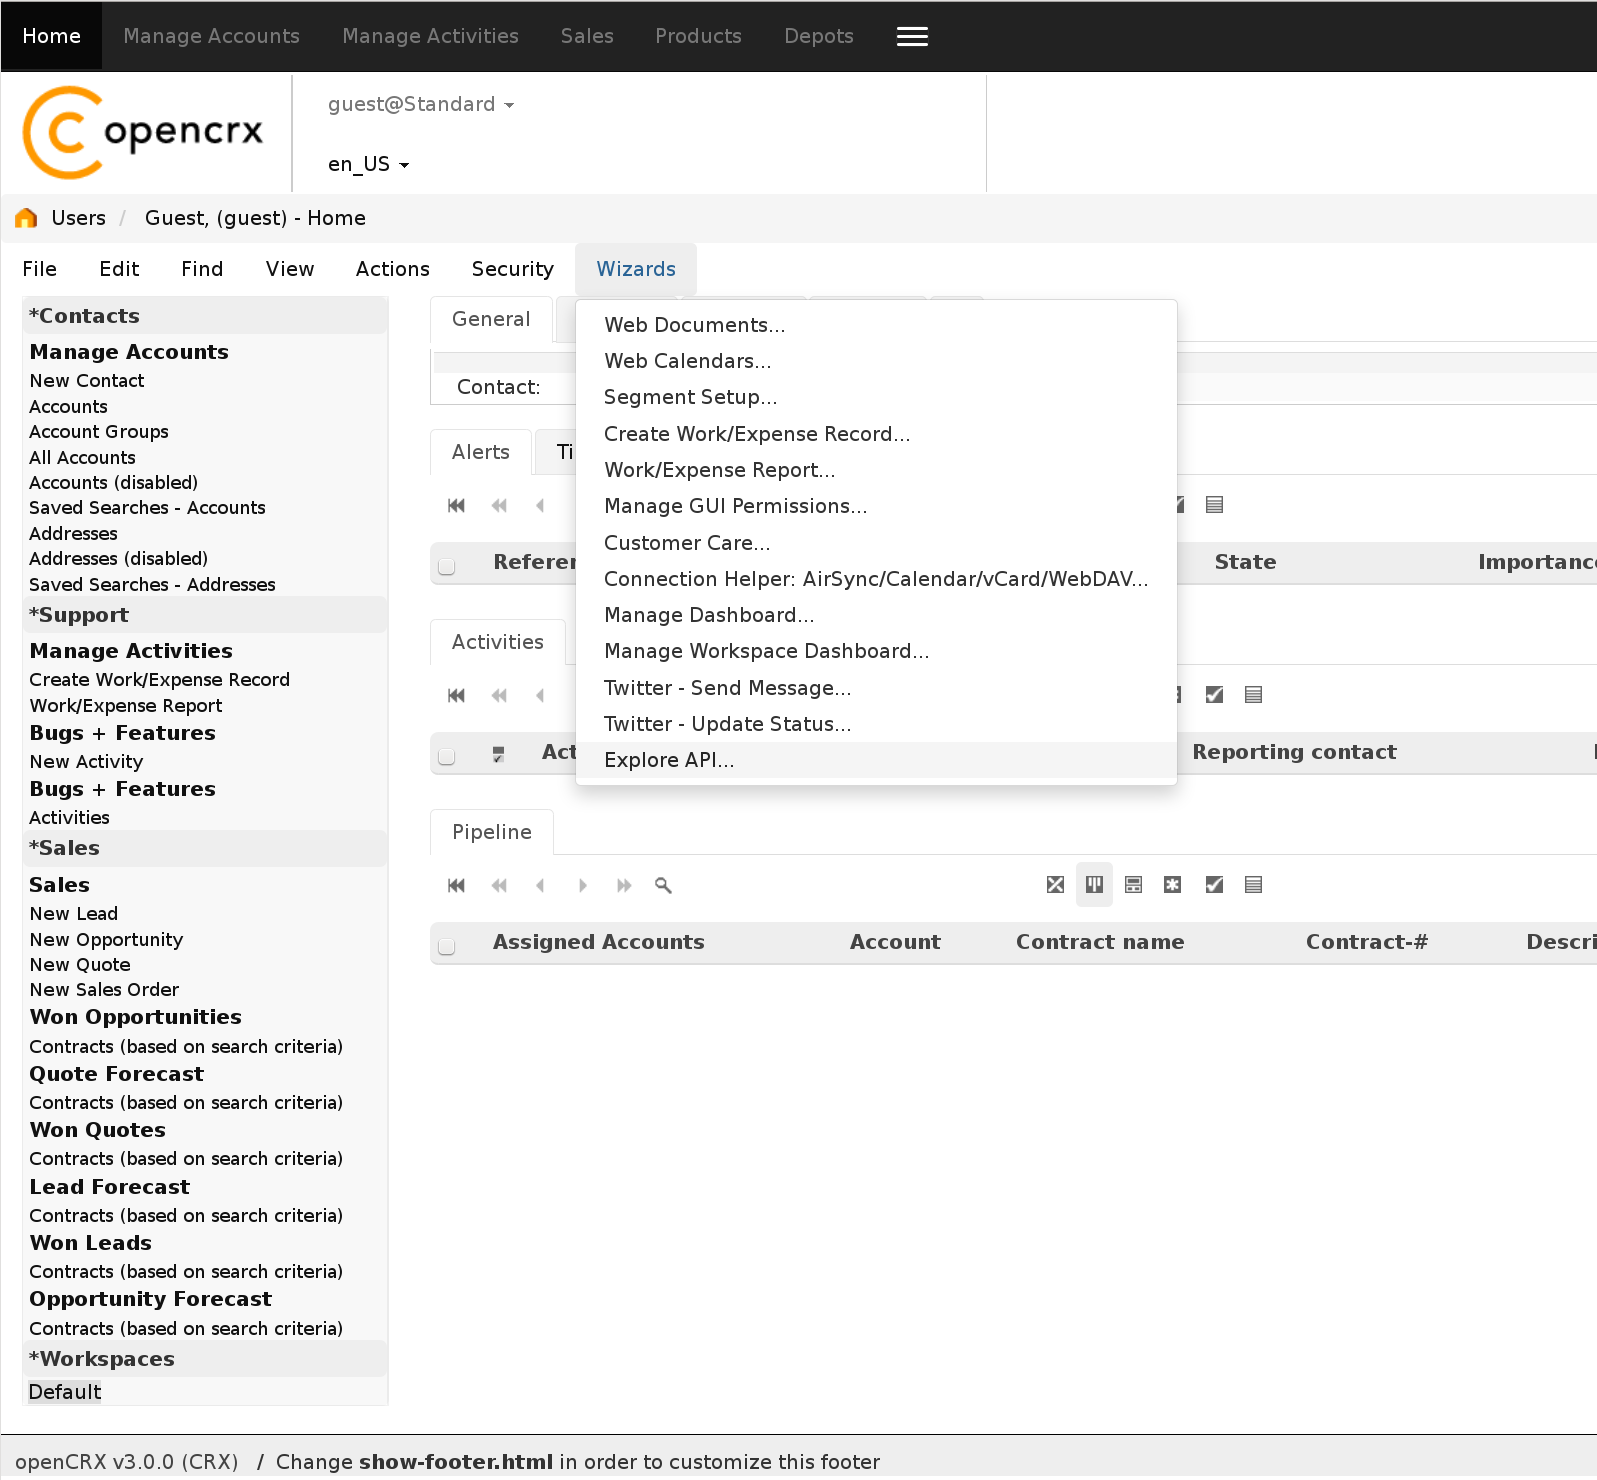 Home Manage Accounts Manage Activities Sales Products Depots
opencrx
guest@Standard
en_US
Users / Guest, (guest) - Home
File Edit Find View Actions Security Wizards
*Contacts
Manage Accounts
New Contact
Accounts
Account Groups
All Accounts
Accounts (disabled)
Saved Searches - Accounts
Addresses
Addresses (disabled)
Saved Searches - Addresses
*Support
Manage Activities
Create Work/Expense Record
Work/Expense Report
Bugs + Features
New Activity
Bugs + Features
Activities
*Sales
Sales
New Lead
New Opportunity
New Quote
New Sales Order
Won Opportunities
Contracts (based on search criteria)
Quote Forecast
Contracts (based on search criteria)
Won Quotes
Contracts (based on search criteria)
Lead Forecast
Contracts (based on search criteria)
Won Leads
Contracts (based on search criteria)
Opportunity Forecast
Contracts (based on search criteria)
*Workspaces
Default
General
Contact:
Web Documents...
Web Calendars...
Segment Setup...
Create Work/Expense Record...
Work/Expense Report...
Manage GUI Permissions...
Customer Care...
Connection Helper: AirSync/Calendar/vCard/WebDAV...
Manage Dashboard...
Manage Workspace Dashboard...
Twitter - Send Message...
Twitter - Update Status...
Explore API...
Alerts Ti
Referen State Importance
Activities
Act Reporting contact
Pipeline
Assigned Accounts Account Contract name Contract-# Descri
openCRX v3.0.0 (CRX) / Change show-footer.html in order to customize this footer